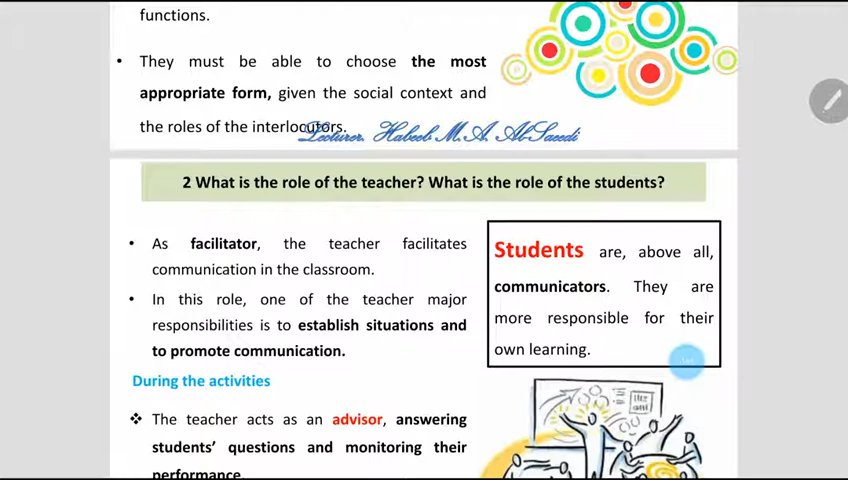 functions.
• They must be able to choose the most
appropriate form, given the social context and
the roles of the interlocutors.
Lecturer. Habeeb M. A. Al-Saeedi
2 What is the role of the teacher? What is the role of the students?
• As facilitator, the teacher facilitates
communication in the classroom.
• In this role, one of the teacher major
responsibilities is to establish situations and
to promote communication.
During the activities
❖ The teacher acts as an advisor, answering
students’ questions and monitoring their
performance.
Students are, above all,
communicators. They are
more responsible for their
own learning.